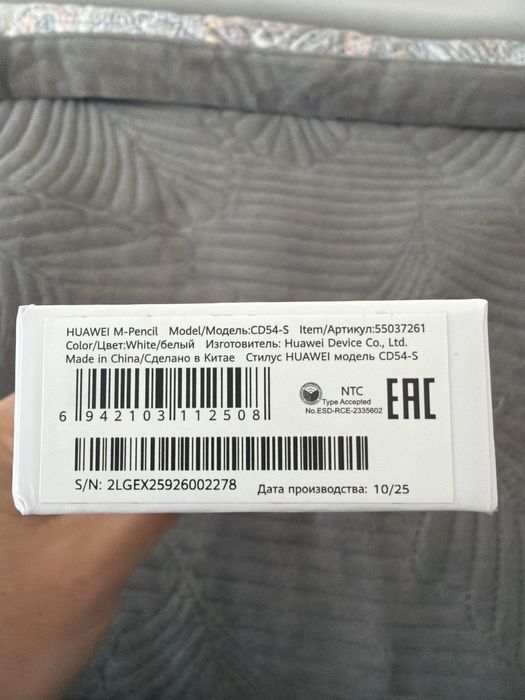 HUAWEI M-Pencil Model/Модель:CD54-S Item/Артикул:55037261
Color/Цвет:White/белый Изготовитель: Huawei Device Co., Ltd.
Made in China/Сделано в Китае Стилус HUAWEI модель CD54-S
6 942103 112508
NTC
Type Accepted
No.ESD-RCE-2335602
EAC
S/N: 2LGEX25926002278 Дата производства: 10/25